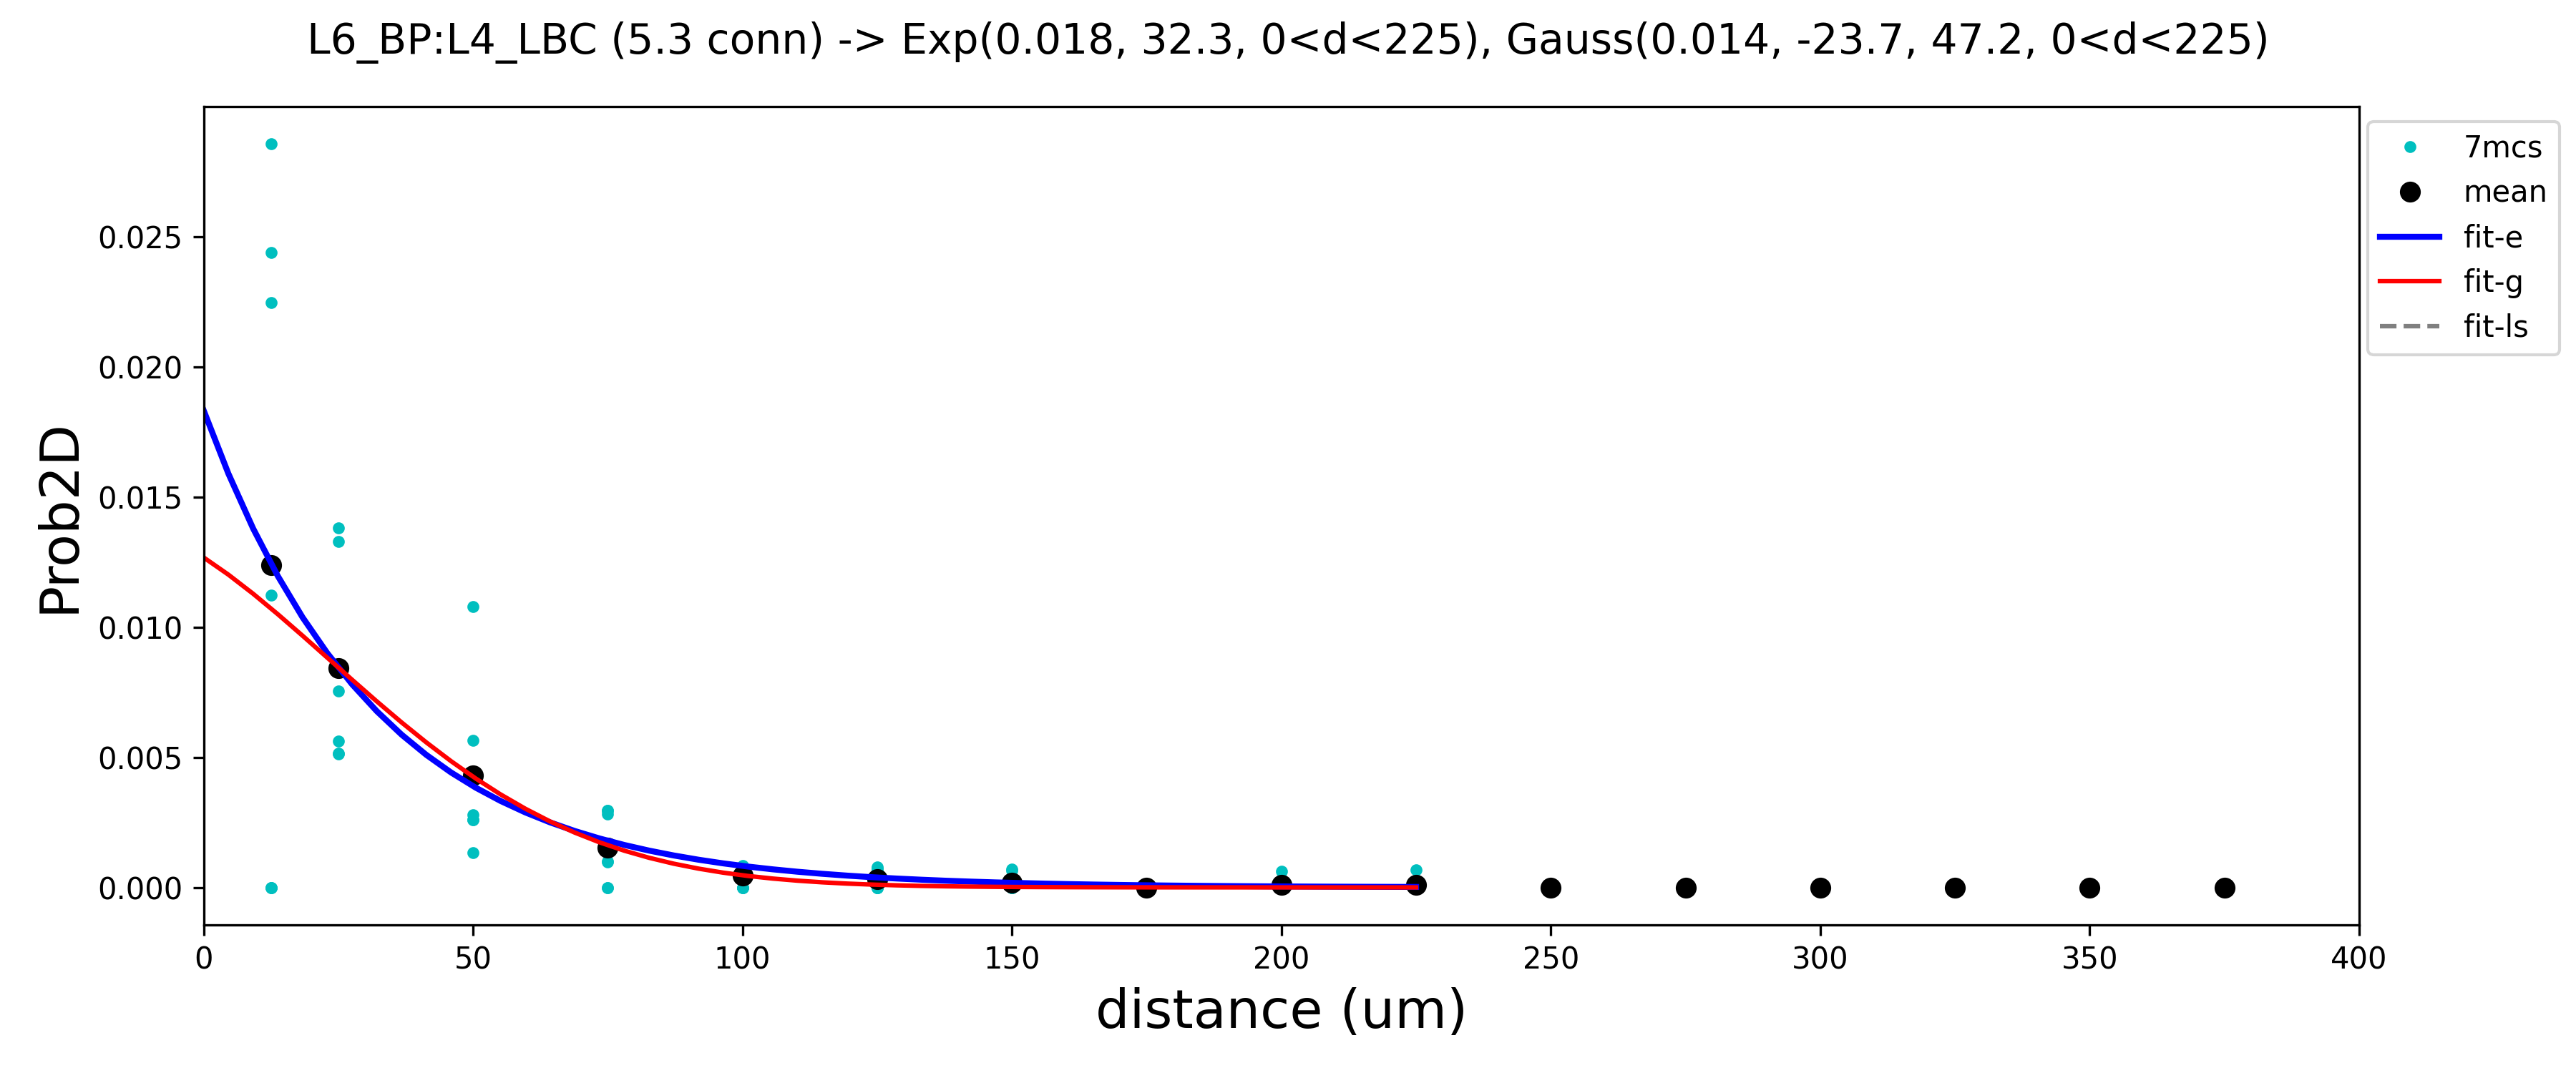 L6_BP:L4_LBC (5.3 conn) -> Exp(0.018, 32.3, 0<d<225), Gauss(0.014, -23.7, 47.2, 0<d<225)
7mcs
mean
fit-e
fit-g
fit-ls
Prob2D
0.025
0.020
0.015
0.010
0.005
0.000
0 50 100 150 200 250 300 350 400
distance (um)